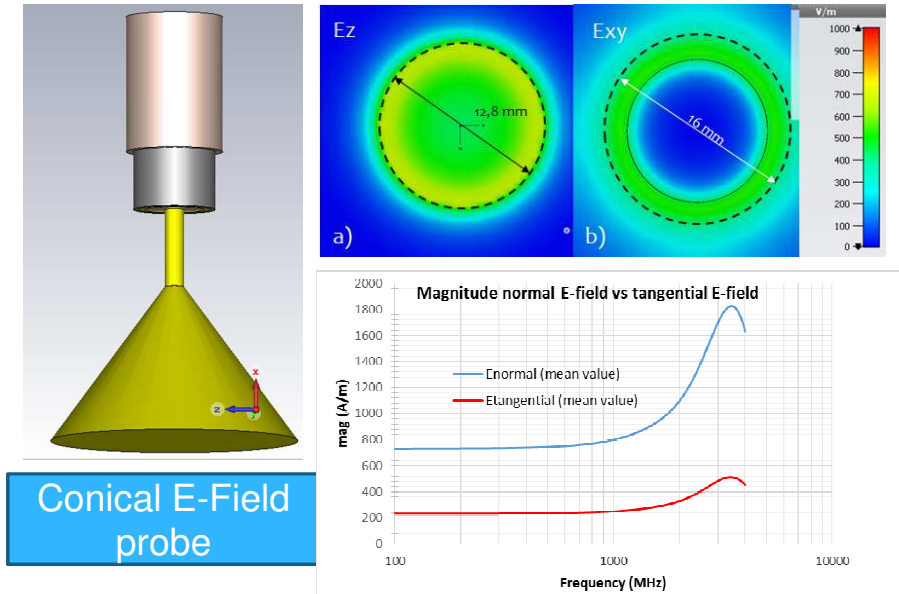 x
z
Conical E-Field
probe
Ez
12,8 mm
a)
Exy
16 mm
b)
V/m
1000
900
800
700
600
500
400
300
200
100
0
Magnitude normal E-field vs tangential E-field
mag (A/m)
2000
1800
1600
1400
1200
1000
800
600
400
200
0
Enormal (mean value)
Etangential (mean value)
100
1000
10000
Frequency (MHz)